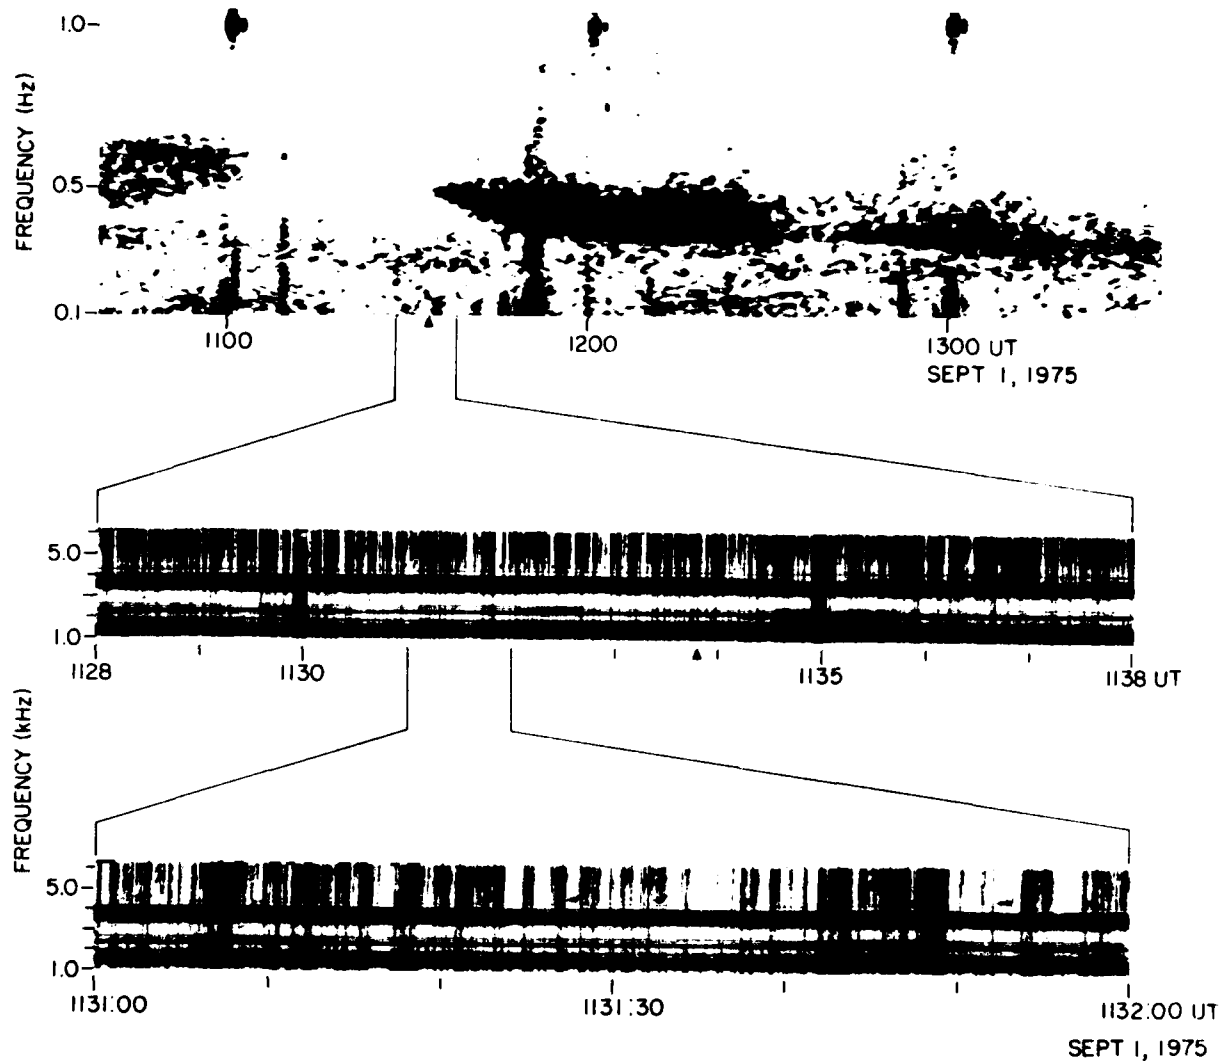 FREQUENCY (Hz)
1.0
0.5
0.1
1100
1200
1300 UT
SEPT 1, 1975
FREQUENCY (kHz)
5.0
1.0
1128
1130
1135
1138 UT
5.0
1.0
1131:00
1131:30
1132:00 UT
SEPT 1, 1975